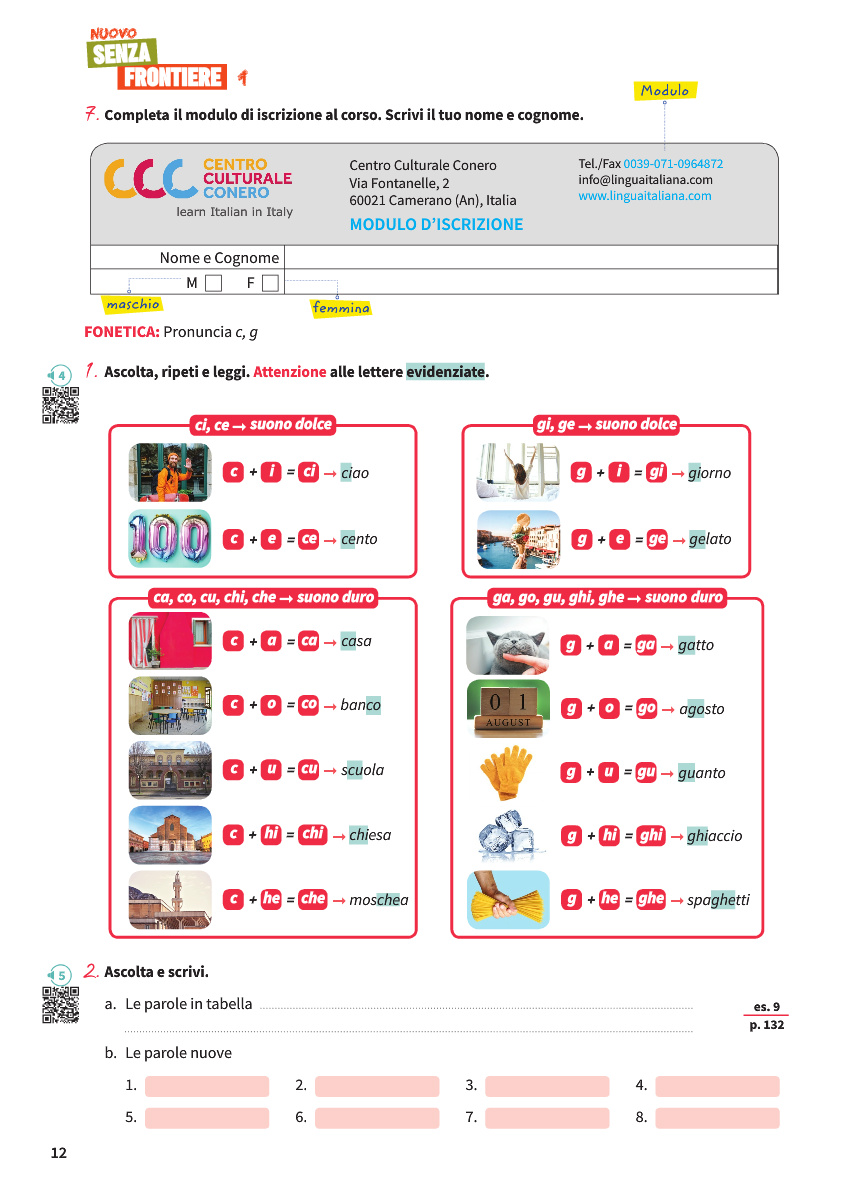 NUOVO
SENZA
FRONTIERE 1
Modulo
7. Completa il modulo di iscrizione al corso. Scrivi il tuo nome e cognome.
CCC CENTRO
CULTURALE
CONERO
learn Italian in Italy
Centro Culturale Conero
Via Fontanelle, 2
60021 Camerano (An), Italia
MODULO D'ISCRIZIONE
Tel./Fax 0039-071-0964872
info@linguaitaliana.com
www.linguaitaliana.com
Nome e Cognome
M F
maschio
femmina
FONETICA: Pronuncia c, g
4
1. Ascolta, ripeti e leggi. Attenzione alle lettere evidenziate.
ci, ce → suono dolce
c + i = ci → ciao
100
c + e = ce → cento
gi, ge → suono dolce
g + i = gi → giorno
g + e = ge → gelato
ca, co, cu, chi, che → suono duro
c + a = ca → casa
c + o = co → banco
c + u = cu → scuola
c + hi = chi → chiesa
c + he = che → moschea
ga, go, gu, ghi, ghe → suono duro
g + a = ga → gatto
01
AUGUST
g + o = go → agosto
g + u = gu → guanto
g + hi = ghi → ghiaccio
g + he = ghe → spaghetti
5
2. Ascolta e scrivi.
a. Le parole in tabella
es. 9
p. 132
b. Le parole nuove
1. 2. 3. 4.
5. 6. 7. 8.
12